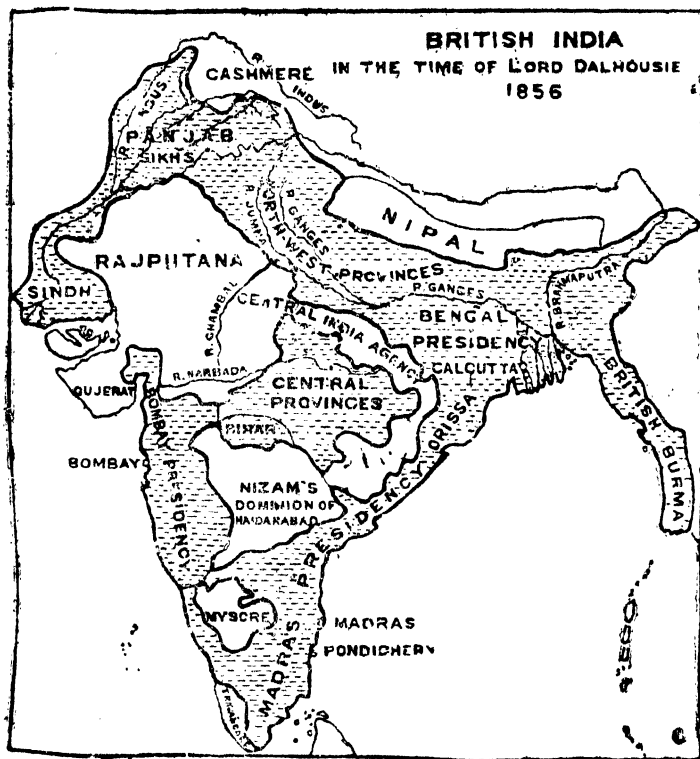 BRITISH INDIA
IN THE TIME OF LORD DALHOUSIE
1856
CASHMERE
R. INDUS
R. INDUS
PANJAB
SIKHS
R. JUMNA
R. GANGES
NORTH-WEST PROVINCES
NIPAL
RAJPUTANA
SINDH
R. CHAMBAL
CENTRAL INDIA AGENCY
R. GANGES
R. BRAHMAPUTRA
BENGAL
PRESIDENCY
CALCUTTA
R. NARBADA
GUJERAT
CENTRAL
PROVINCES
BOMBAY PRESIDENCY
BOMBAY
ORISSA
BRITISH BURMA
NIZAM'S
DOMINION OF
HAIDARABAD
MADRAS PRESIDENCY
MYSORE
MADRAS
PONDICHERY